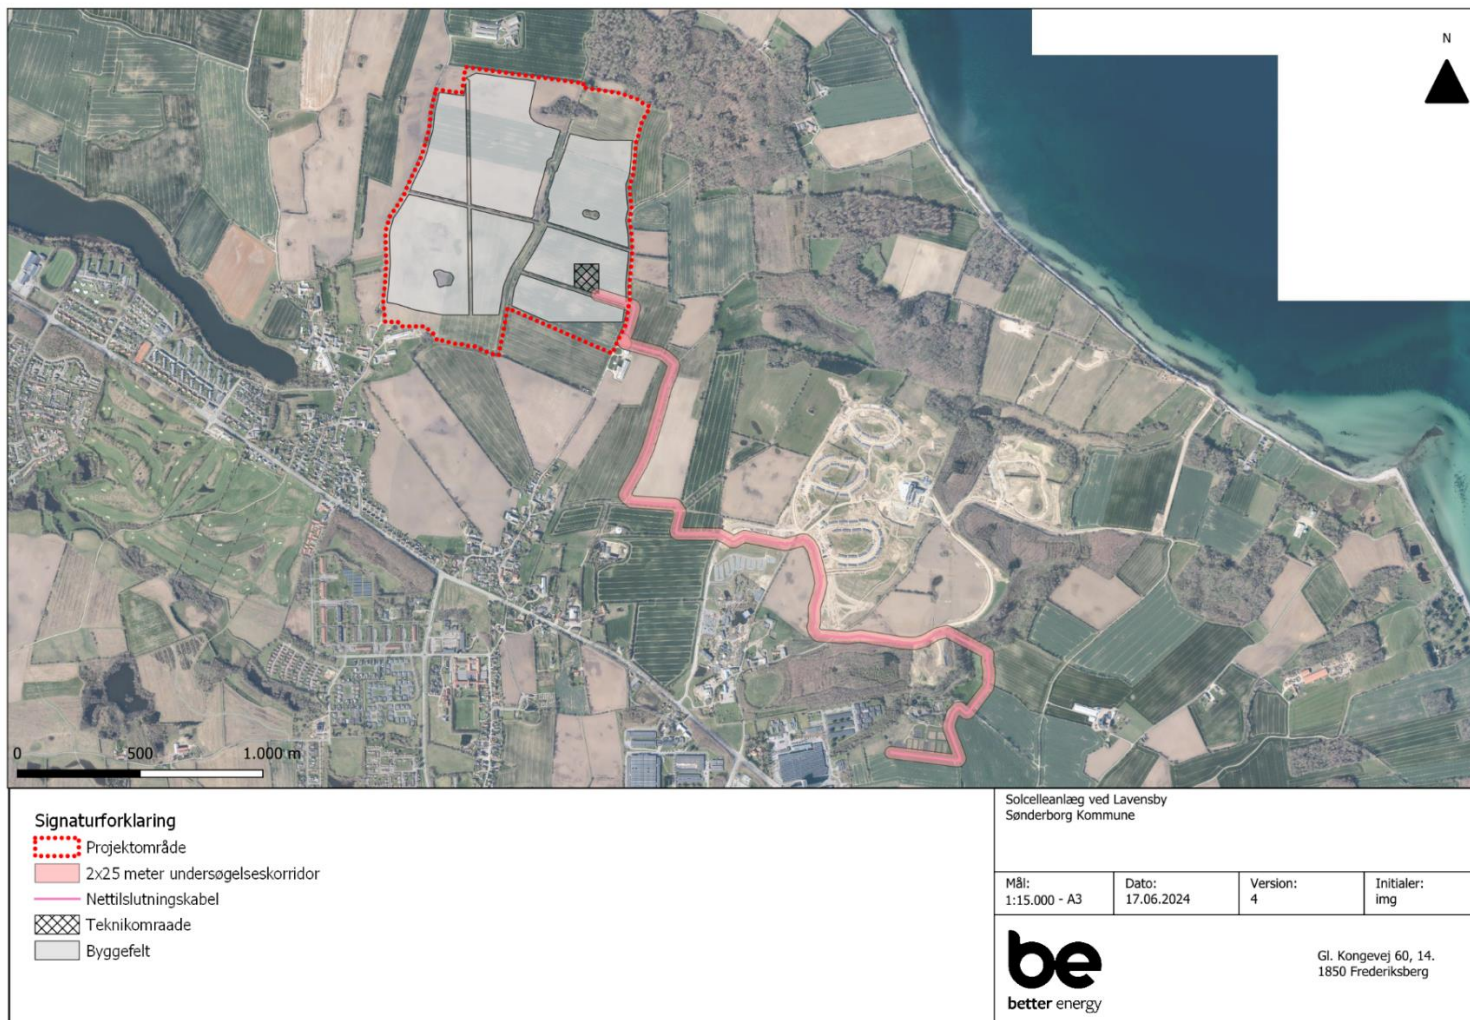 N
0 500 1.000 m
Signaturforklaring
Projektområde
2x25 meter undersøgelseskorridor
Nettilslutningskabel
Teknikomraade
Byggefelt
Solcelleanlæg ved Lavensby
Sønderborg Kommune
Mål:
1:15.000 - A3
Dato:
17.06.2024
Version:
4
Initialer:
img
be
better energy
Gl. Kongevej 60, 14.
1850 Frederiksberg